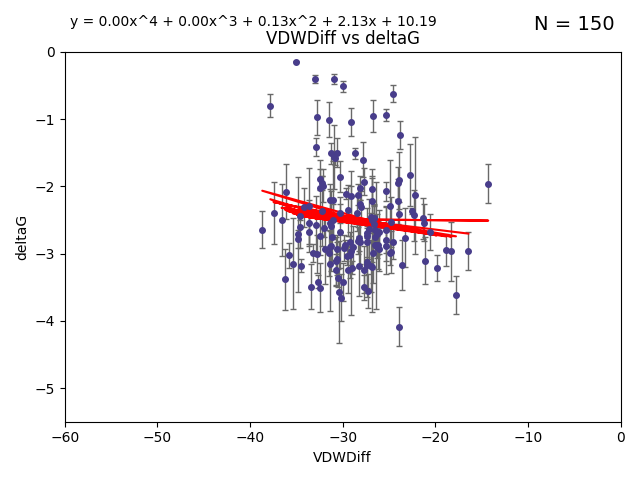 y = 0.00x^4 + 0.00x^3 + 0.13x^2 + 2.13x + 10.19
N = 150
VDWDiff vs deltaG
0
−1
−2
−3
−4
−5
deltaG
−60 −50 −40 −30 −20 −10 0
VDWDiff